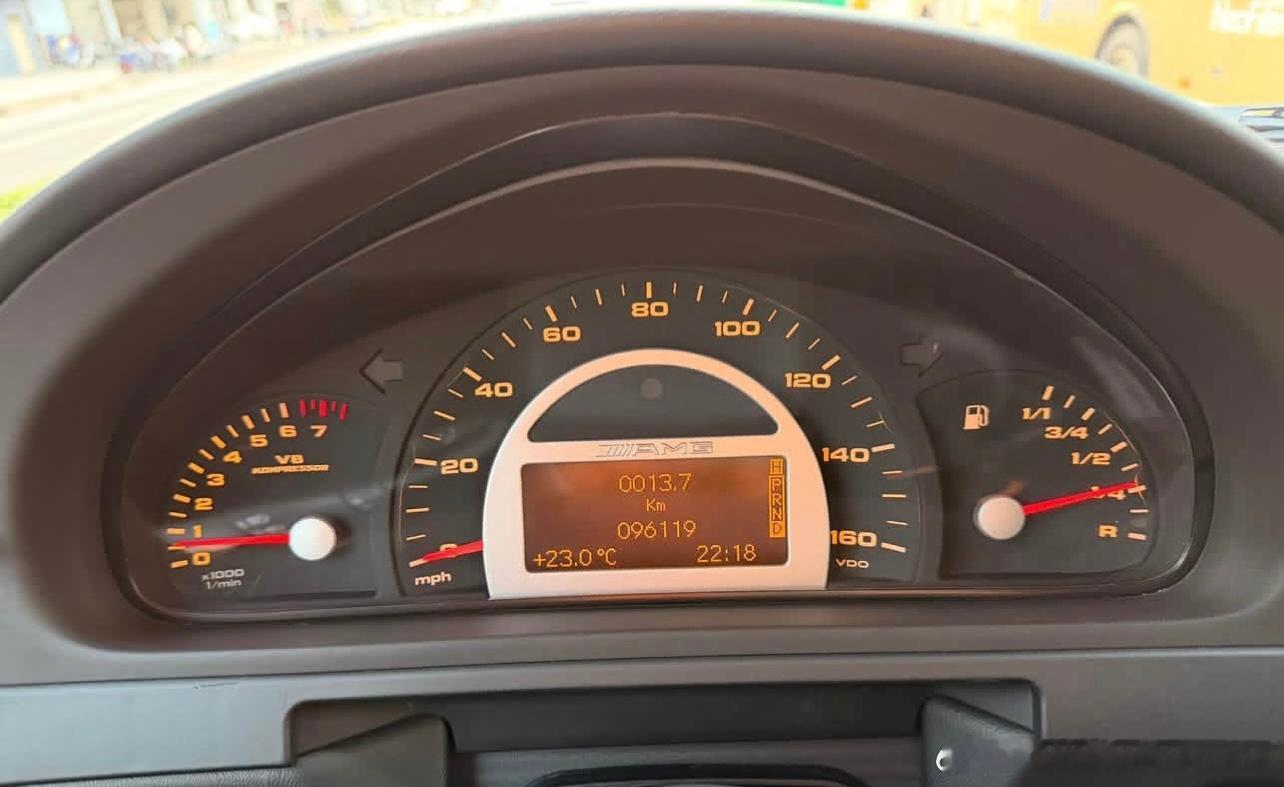 80
60
100
40
120
20
140
0
160
mph
VDO
7
6
5
4
3
2
1
0
V8
KOMPRESSOR
x1000
1/min
AMG
0013.7
Km
096119
+23.0°C
22:18
H
P
R
N
D
1/1
3/4
1/2
R